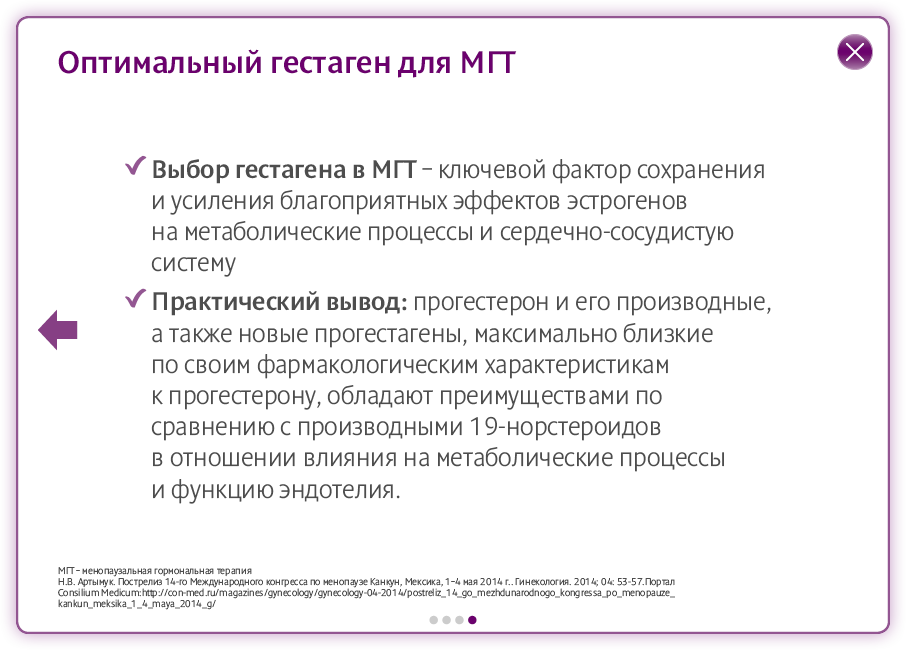 Оптимальный гестаген для МГТ
Выбор гестагена в МГТ – ключевой фактор сохранения
и усиления благоприятных эффектов эстрогенов
на метаболические процессы и сердечно-сосудистую
систему
Практический вывод: прогестерон и его производные,
а также новые прогестагены, максимально близкие
по своим фармакологическим характеристикам
к прогестерону, обладают преимуществами по
сравнению с производными 19-норстероидов
в отношении влияния на метаболические процессы
и функцию эндотелия.
МГТ – менопаузальная гормональная терапия
Н.В. Артымук. Пострелиз 14-го Международного конгресса по менопаузе Канкун, Мексика, 1–4 мая 2014 г.. Гинекология. 2014; 04: 53-57.Портал
Consilium Medicum:http://con-med.ru/magazines/gynecology/gynecology-04-2014/postreliz_14_go_mezhdunarodnogo_kongressa_po_menopauze_
kankun_meksika_1_4_maya_2014_g/